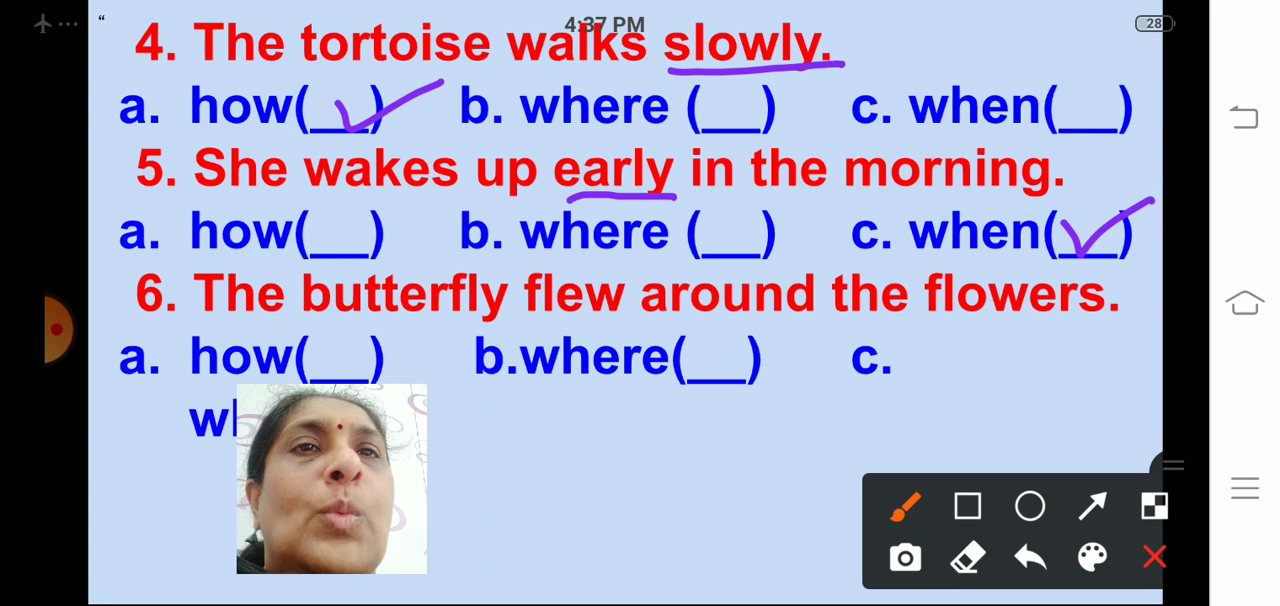 “ 4:37 PM 28
4. The tortoise walks slowly.
a. how(__) b. where (__) c. when(__)
5. She wakes up early in the morning.
a. how(__) b. where (__) c. when(__)
6. The butterfly flew around the flowers.
a. how(__) b.where(__) c.